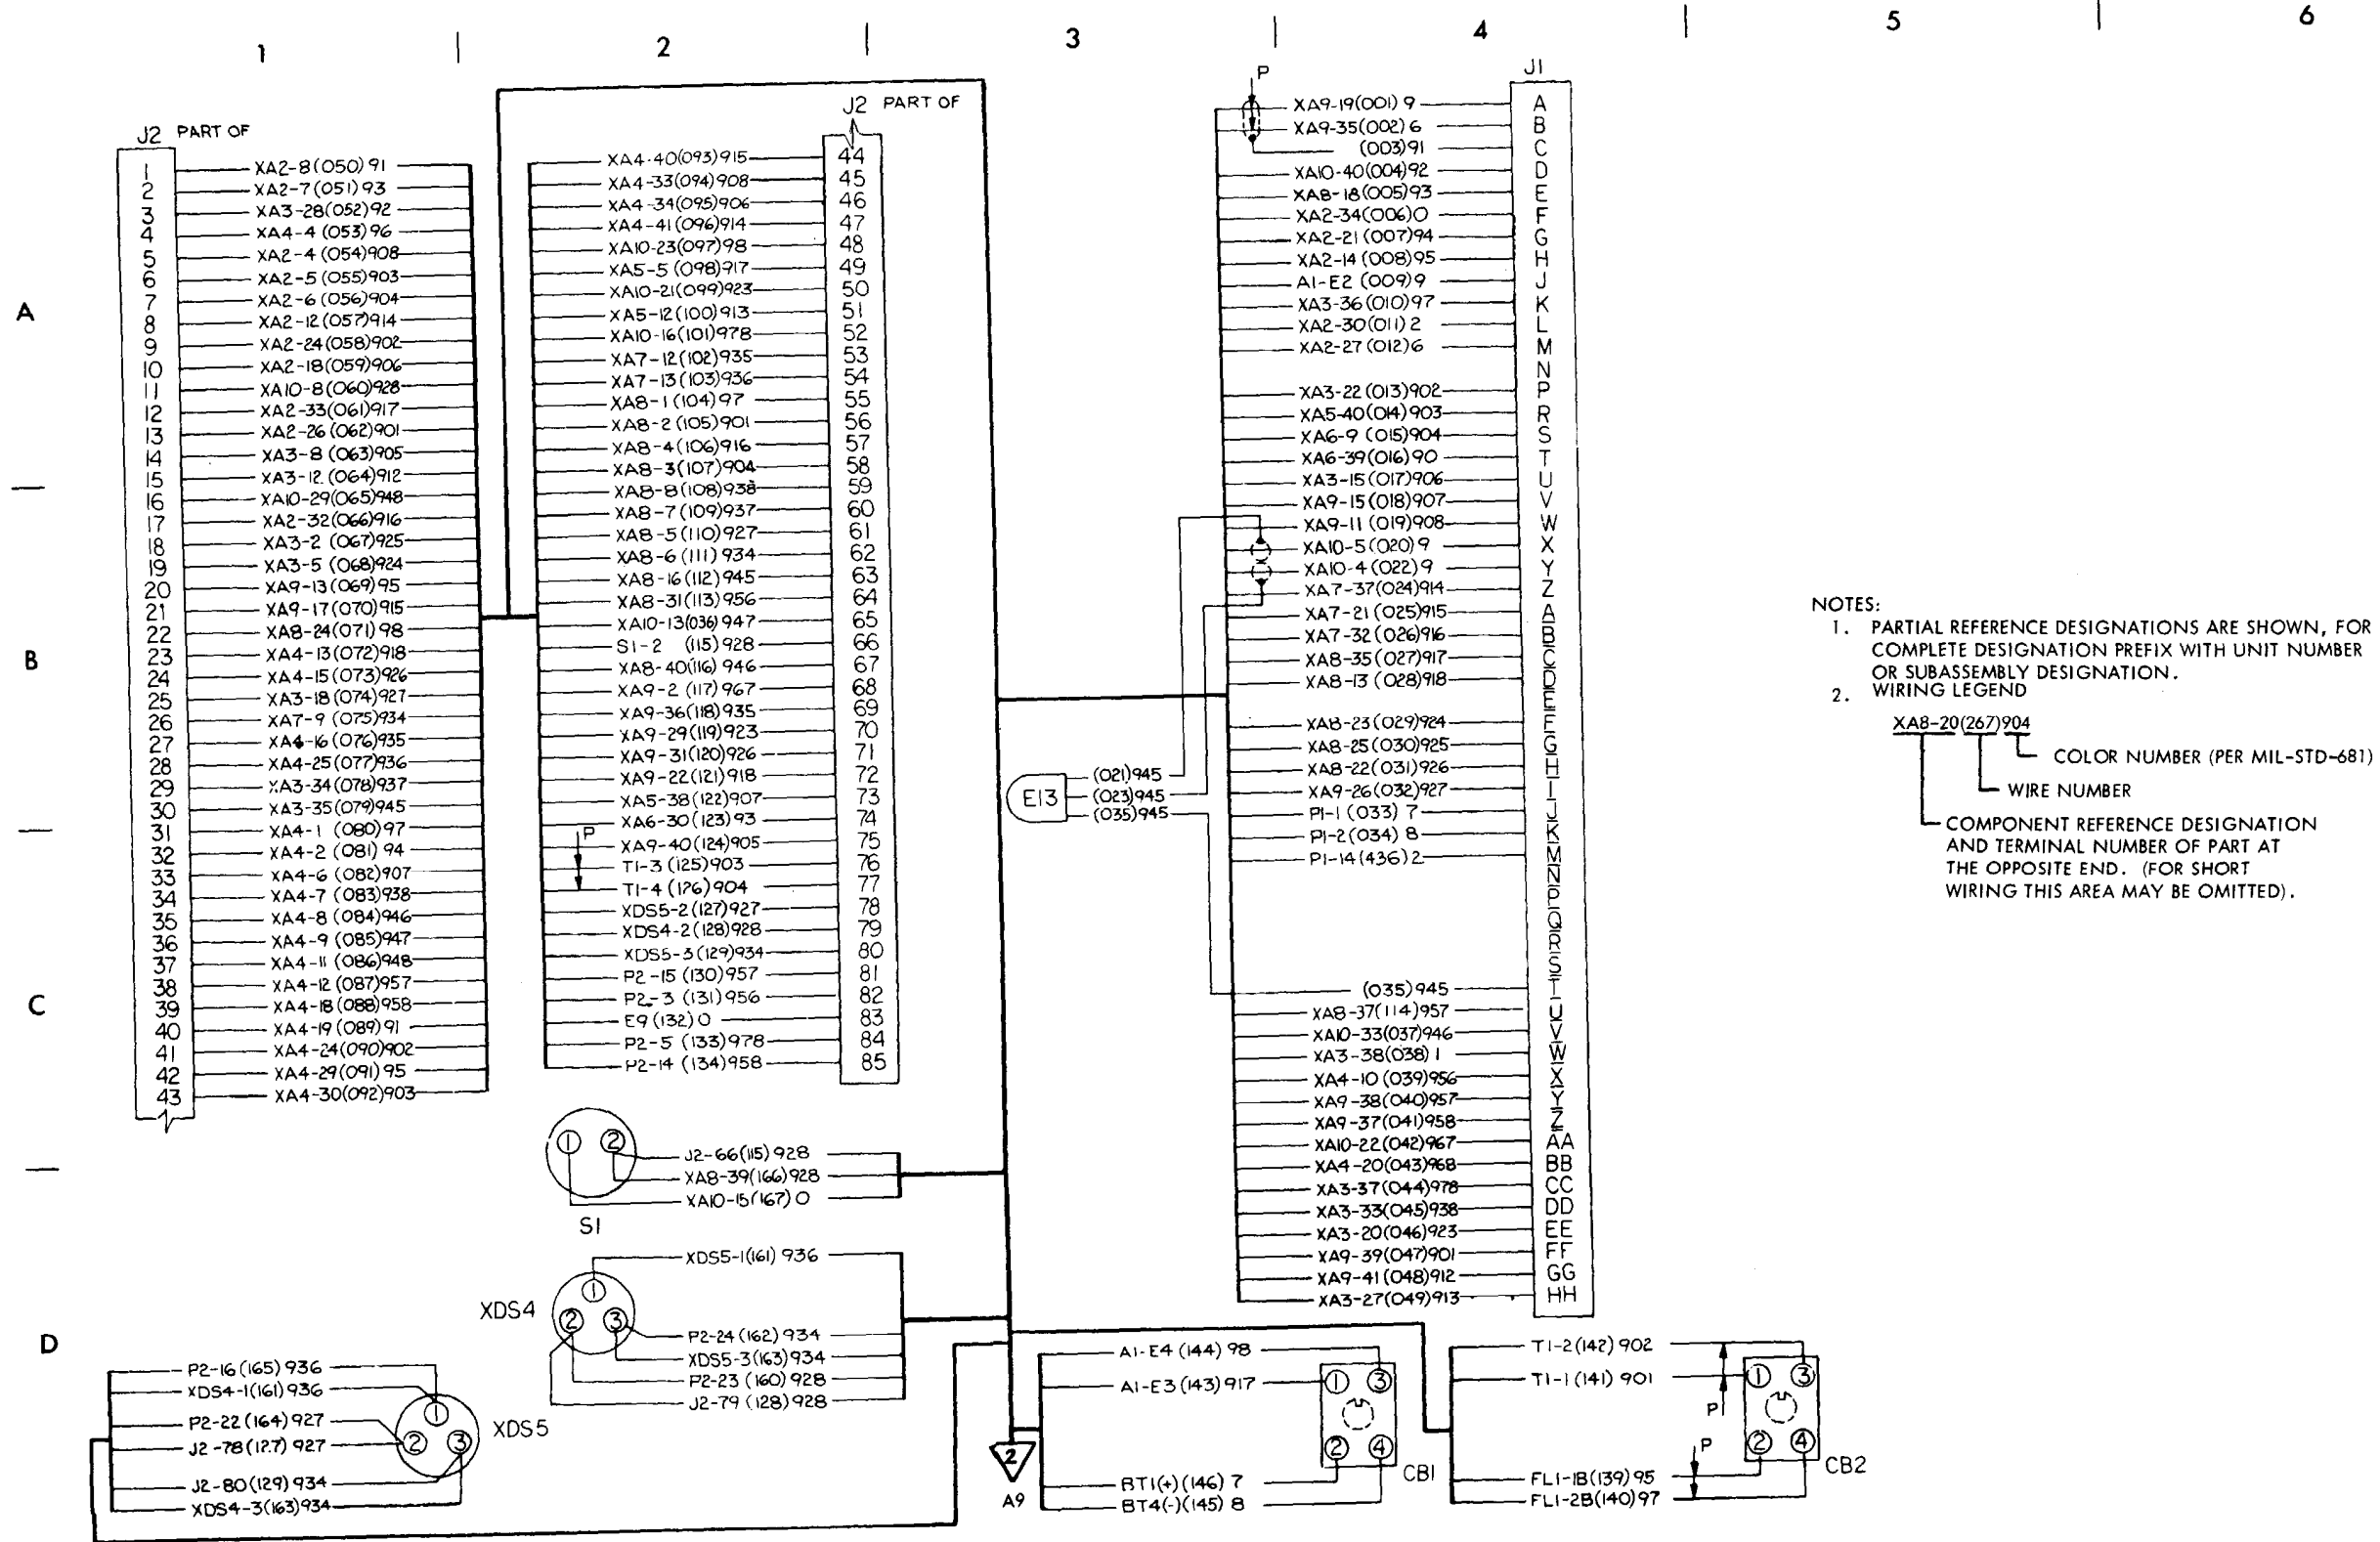 1 2 3 4 5 6
A
B
C
D
J2 PART OF
1 XA2-8(050)91
2 XA2-7(051)93
3 XA3-28(052)92
4 XA4-4(053)96
5 XA2-4(054)908
6 XA2-5(055)903
7 XA2-6(056)904
8 XA2-12(057)914
9 XA2-24(058)902
10 XA2-18(059)906
11 XA10-8(060)928
12 XA2-33(061)917
13 XA2-26(062)901
14 XA3-8(063)905
15 XA3-12(064)912
16 XA10-29(065)948
17 XA2-32(066)916
18 XA3-2(067)925
19 XA3-5(068)924
20 XA9-13(069)95
21 XA9-17(070)915
22 XA8-24(071)98
23 XA4-13(072)918
24 XA4-15(073)926
25 XA3-18(074)927
26 XA7-9(075)934
27 XA4-16(076)935
28 XA4-25(077)936
29 XA3-34(078)937
30 XA3-35(079)945
31 XA4-1(080)97
32 XA4-2(081)94
33 XA4-6(082)907
34 XA4-7(083)938
35 XA4-8(084)946
36 XA4-9(085)947
37 XA4-11(086)948
38 XA4-12(087)957
39 XA4-18(088)958
40 XA4-19(089)91
41 XA4-24(090)902
42 XA4-29(091)95
43 XA4-30(092)903
J2 PART OF
XA4-40(093)915 44
XA4-33(094)908 45
XA4-34(095)906 46
XA4-41(096)914 47
XA10-23(097)98 48
XA5-5(098)917 49
XA10-21(099)923 50
XA5-12(100)913 51
XA10-16(101)978 52
XA7-12(102)935 53
XA7-13(103)936 54
XA8-1(104)97 55
XA8-2(105)901 56
XA8-4(106)916 57
XA8-3(107)904 58
XA8-8(108)938 59
XA8-7(109)937 60
XA8-5(110)927 61
XA8-6(111)934 62
XA8-16(112)945 63
XA8-31(113)956 64
XA10-13(036)947 65
S1-2 (115)928 66
XA8-40(116)946 67
XA9-2(117)967 68
XA9-36(118)935 69
XA9-29(119)923 70
XA9-31(120)926 71
XA9-22(121)918 72
XA5-38(122)907 73
XA6-30(123)93 74
P
XA9-40(124)905 75
T1-3(125)903 76
T1-4(126)904 77
XDS5-2(127)927 78
XDS4-2(128)928 79
XDS5-3(129)934 80
P2-15(130)957 81
P2-3(131)956 82
E9(132)0 83
P2-5(133)978 84
P2-14(134)958 85
J1
P
XA9-19(001)9 A
XA9-35(002)6 B
(003)91 C
XA10-40(004)92 D
XA8-18(005)93 E
XA2-34(006)0 F
XA2-21(007)94 G
XA2-14(008)95 H
A1-E2(009)9 J
XA3-36(010)97 K
XA2-30(011)2 L
XA2-27(012)6 M
N
XA3-22(013)902 P
XA5-40(014)903 R
XA6-9(015)904 S
XA6-39(016)90 T
XA3-15(017)906 U
XA9-15(018)907 V
XA9-11(019)908 W
XA10-5(020)9 X
XA10-4(022)9 Y
XA7-37(024)914 Z
XA7-21(025)915 A
XA7-32(026)916 B
XA8-35(027)917 C
XA8-13(028)918 D
E
XA8-23(029)924 F
XA8-25(030)925 G
XA8-22(031)926 H
XA9-26(032)927 I
P1-1(033)7 J
P1-2(034)8 K
P1-14(436)2 M
N
P
Q
R
S
(035)945 T
XA8-37(114)957 U
XA10-33(037)946 V
XA3-38(038)1 W
XA4-10(039)956 X
XA9-38(040)957 Y
XA9-37(041)958 Z
XA10-22(042)967 AA
XA4-20(043)968 BB
XA3-37(044)978 CC
XA3-33(045)938 DD
XA3-20(046)923 EE
XA9-39(047)901 FF
XA9-41(048)912 GG
XA3-27(049)913 HH
E13
(021)945
(023)945
(035)945
NOTES:
1. PARTIAL REFERENCE DESIGNATIONS ARE SHOWN, FOR
COMPLETE DESIGNATION PREFIX WITH UNIT NUMBER
OR SUBASSEMBLY DESIGNATION.
2. WIRING LEGEND
XA8-20(267)904
COLOR NUMBER (PER MIL-STD-681)
WIRE NUMBER
COMPONENT REFERENCE DESIGNATION
AND TERMINAL NUMBER OF PART AT
THE OPPOSITE END. (FOR SHORT
WIRING THIS AREA MAY BE OMITTED).
1 2
J2-66(115)928
XA8-39(166)928
XA10-15(167)0
S1
XDS5-1(161)936
XDS4
1
2 3
P2-24(162)934
XDS5-3(163)934
P2-23(160)928
J2-79(128)928
P2-16(165)936
XDS4-1(161)936
P2-22(164)927
J2-78(127)927
J2-80(129)934
XDS4-3(163)934
1
2 3
XDS5
2
A9
A1-E4(144)98
A1-E3(143)917
BT1(+)(146)7
BT4(-)(145)8
1 3
2 4
CB1
T1-2(142)902
T1-1(141)901
P
P
FL1-1B(139)95
FL1-2B(140)97
1 3
2 4
CB2